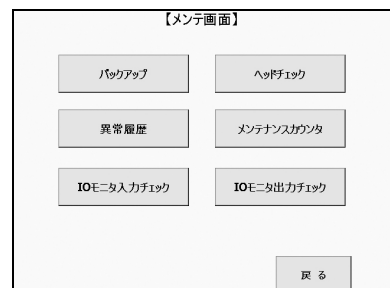 【メンテ画面】
バックアップ
ヘッドチェック
異常履歴
メンテナンスカウンタ
IOモニタ入力チェック
IOモニタ出力チェック
戻る